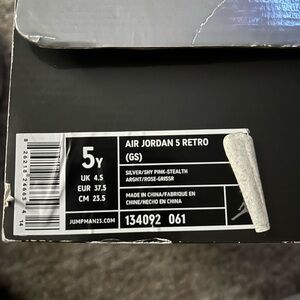 5Y
UK 4.5
EUR 37.5
CM 23.5
JUMPMAN23.COM
AIR JORDAN 5 RETRO
(GS)
SILVER/SHY PINK-STEALTH
ARGNT/ROSE-GRISSR
MADE IN CHINA/FABRIQUE EN
CHINE/HECHO EN CHINA
134092 061